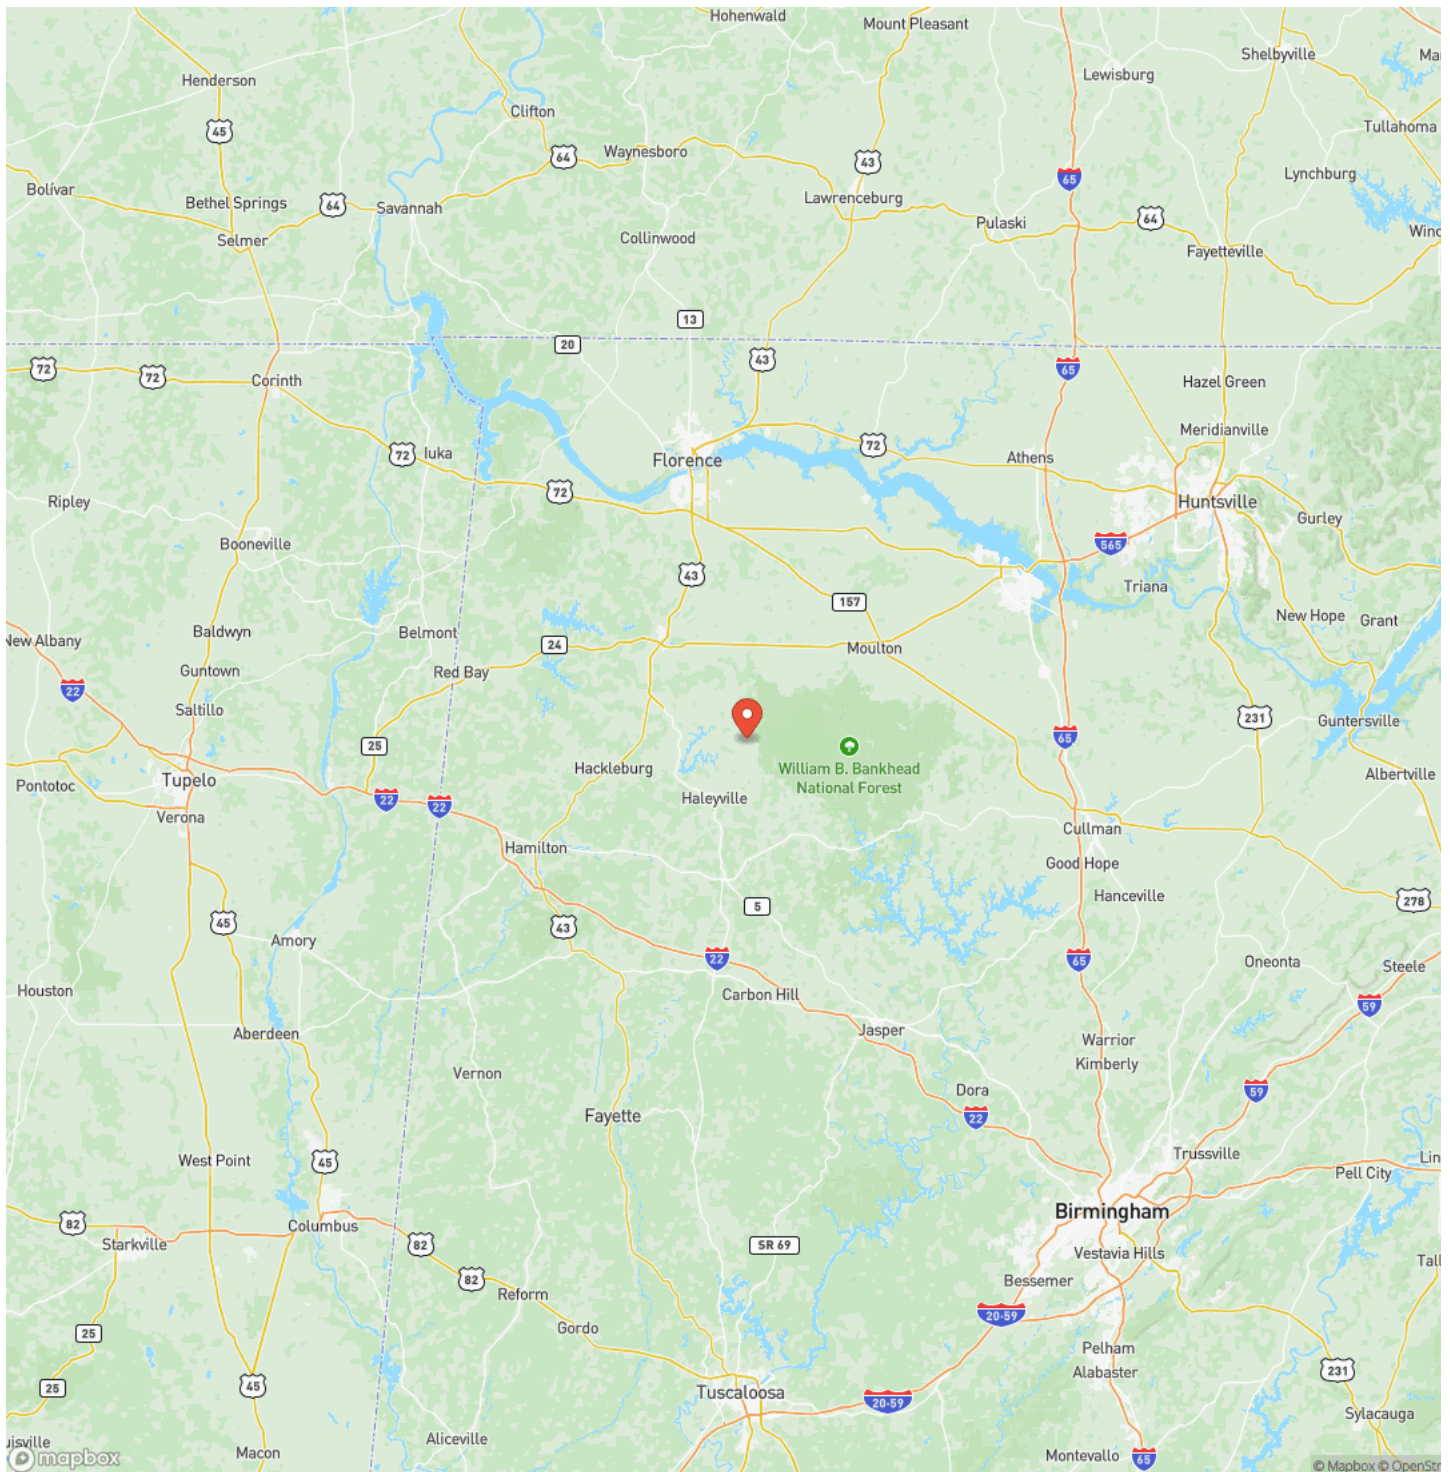 Hohenwald
Mount Pleasant
Shelbyville
Lewisburg
Henderson
Clifton
45
Tullahoma
64
Waynesboro
43
Lynchburg
65
Bolívar
Bethel Springs
64
Savannah
Lawrenceburg
64
Pulaski
Selmer
Collinwood
Fayetteville
13
20
43
72
72
Corinth
65
Hazel Green
Meridianville
72
Iuka
Florence
72
Athens
72
Ripley
Huntsville
Gurley
Booneville
565
43
Triana
157
New Hope
Grant
Baldwyn
Belmont
New Albany
24
Moulton
Guntown
Red Bay
22
Saltillo
231
Guntersville
65
25
Hackleburg
William B. Bankhead
National Forest
Albertville
Tupelo
Pontotoc
22
22
Haleyville
Verona
Cullman
Hamilton
Good Hope
Hanceville
278
5
45
43
Amory
22
65
Oneonta
Steele
Houston
Carbon Hill
59
Aberdeen
Jasper
Warrior
Kimberly
Vernon
Dora
59
Fayette
22
Trussville
West Point
45
Lin
Pell City
Birmingham
82
Columbus
Starkville
82
SR 69
Vestavia Hills
Tall
82
Bessemer
Reform
20-59
25
Gordo
Pelham
Alabaster
231
25
45
Tuscaloosa
20-59
Sylacauga
uisville
Aliceville
Macon
Montevallo
65
mapbox
© Mapbox © OpenStr